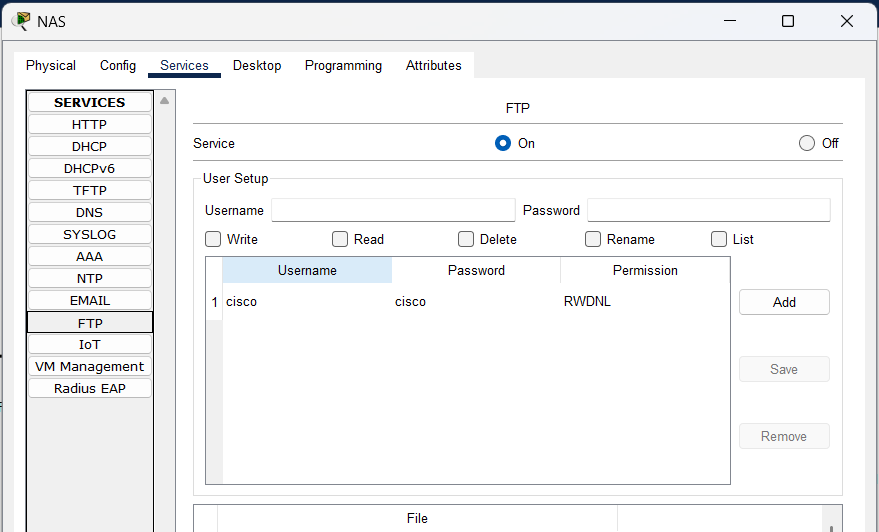 NAS
Physical Config Services Desktop Programming Attributes
SERVICES
HTTP
DHCP
DHCPv6
TFTP
DNS
SYSLOG
AAA
NTP
EMAIL
FTP
IoT
VM Management
Radius EAP
FTP
Service On Off
User Setup
Username Password
Write Read Delete Rename List
Username Password Permission
1 cisco cisco RWDNL
Add
Save
Remove
File